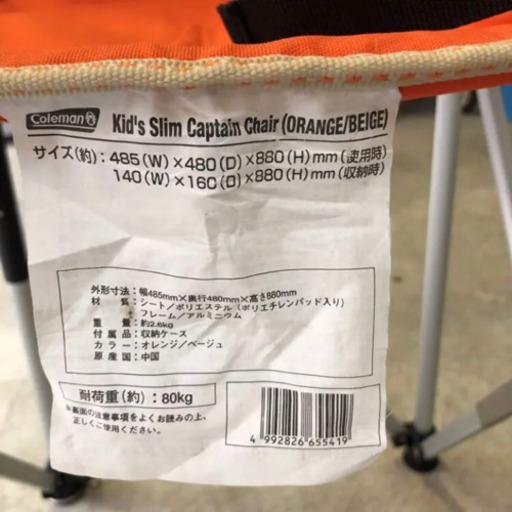 Coleman Kid's Slim Captain Chair (ORANGE/BEIGE)
サイズ(約)：485(W)×480(D)×880(H)mm(使用時)
140(W)×160(D)×880(H)mm(収納時)
外形寸法：幅485mm×奥行480mm×高さ880mm
材　質：シート／ポリエステル（ポリエチレンパッド入り）
フレーム／アルミニウム
重　量：約2.6kg
付 属 品：収納ケース
カ ラ ー：オレンジ／ベージュ
原 産 国：中国
耐荷重(約)：80kg
※裏面の注意事項をよくお読みの上、
正しくご使用ください。
4 992826 655419